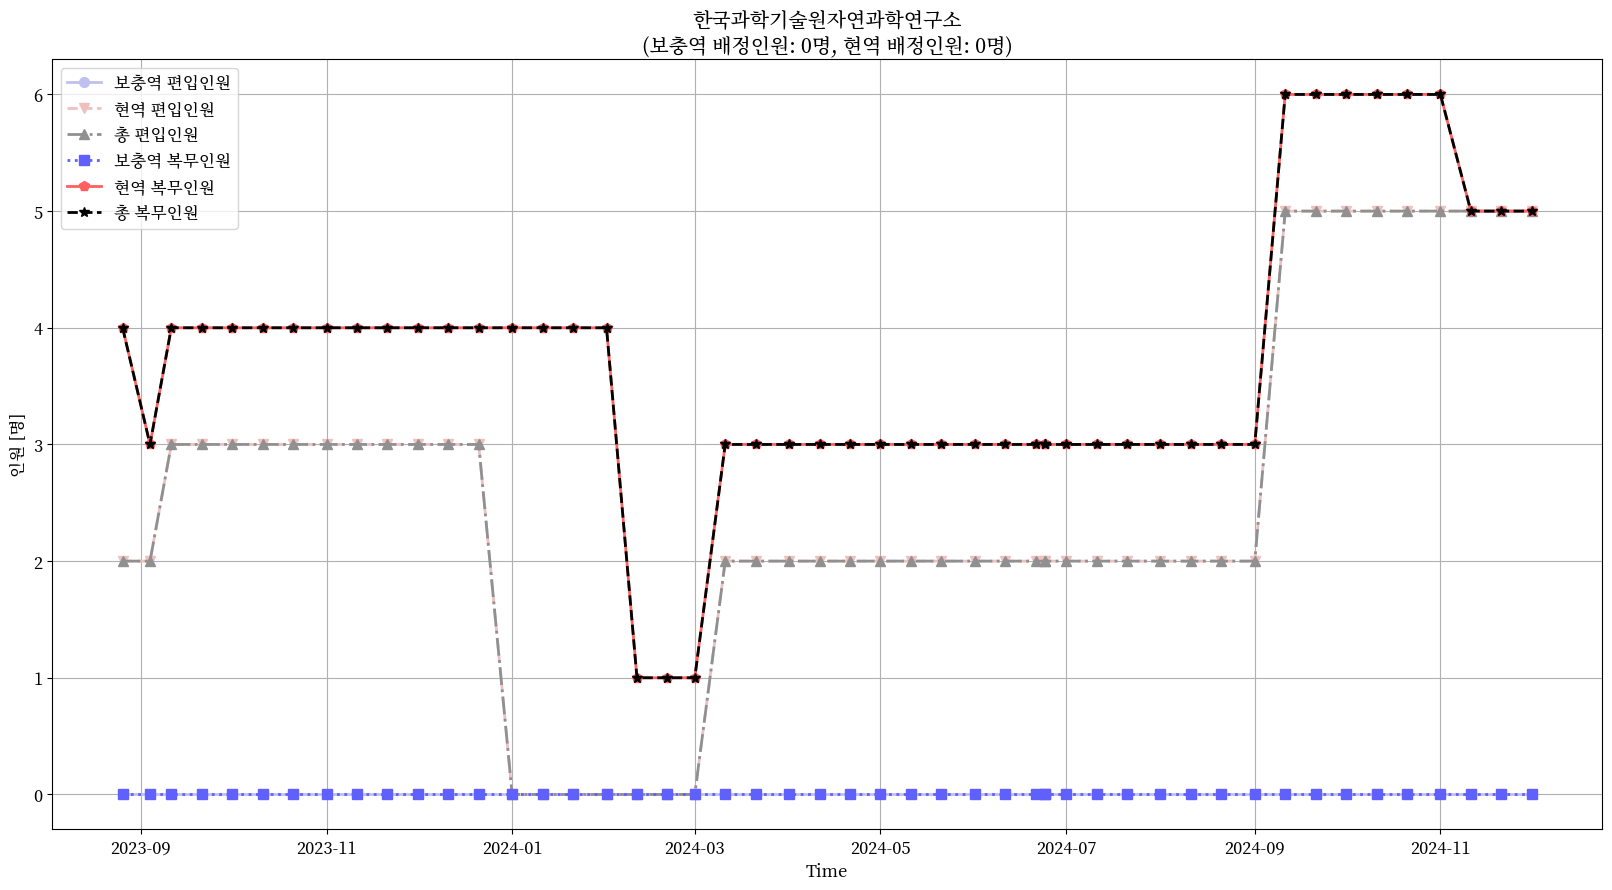 한국과학기술원자연과학연구소
(보충역 배정인원: 0명, 현역 배정인원: 0명)
보충역 편입인원
현역 편입인원
총 편입인원
보충역 복무인원
현역 복무인원
총 복무인원
6
5
4
3
2
1
0
인원 [명]
2023-09
2023-11
2024-01
2024-03
2024-05
2024-07
2024-09
2024-11
Time